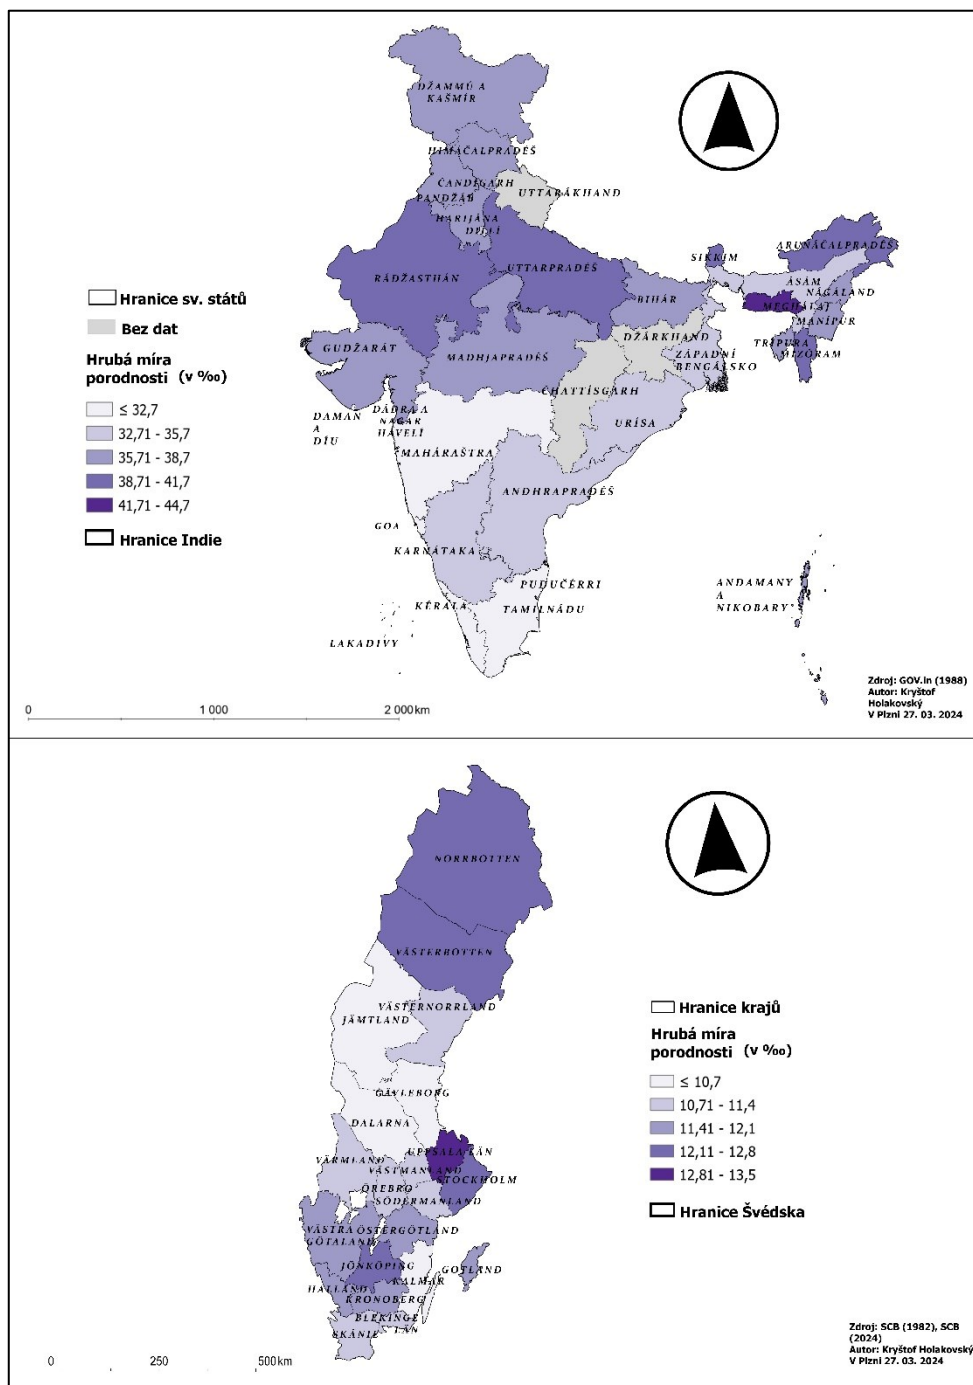 DŽAMMÚ A
KAŠMÍR
HIMÁČALPRADÉŠ
ČANDÍGARH
UTTARÁKHAND
PANDŽÁB
HARIJÁNA
DILLÍ
ARUNÁČALPRADÉŠ
SIKKIM
RÁDŽASTHÁN
UTTARPRADÉŠ
ASÁM
NÁGÁLAND
BIHÁR
MEGHÁLAJ
MANÍPUR
GUDŽARÁT
MADHJAPRADÉŠ
DŽÁRKHAND
TRIPURA
MIZÓRAM
ZÁPADNÍ
BENGÁLSKO
ČHATTÍSGARH
DAMAN
A
DÍU
DÁDRA A
NAGAR
HAVÉLÍ
URÍSA
MAHÁRAŠTRA
ANDHRAPRADÉŠ
GOA
KARNÁTAKA
PUDUČÉRRI
KÉRALA
TAMILNÁDU
LAKADIVY
ANDAMANY
A
NIKOBARY
Hranice sv. států
Bez dat
Hrubá míra
porodnosti (v ‰)
≤ 32,7
32,71 - 35,7
35,71 - 38,7
38,71 - 41,7
41,71 - 44,7
Hranice Indie
0 1 000 2 000 km
Zdroj: GOV.in (1988)
Autor: Kryštof
Holakovský
V Plzni 27. 03. 2024
NORRBOTTEN
VÄSTERBOTTEN
VÄSTERNORRLAND
JÄMTLAND
GÄVLEBORG
DALARNA
UPPSALA LÄN
VÄRMLAND
VÄSTMANLAND
STOCKHOLM
ÖREBRO
SÖDERMANLAND
VÄSTRA
GÖTALAND
ÖSTERGÖTLAND
JÖNKÖPING
GOTLAND
KALMAR
HALLAND
KRONOBERG
BLEKINGE
LÄN
SKÅNIE
Hranice krajů
Hrubá míra
porodnosti (v ‰)
≤ 10,7
10,71 - 11,4
11,41 - 12,1
12,11 - 12,8
12,81 - 13,5
Hranice Švédska
0 250 500 km
Zdroj: SCB (1982), SCB
(2024)
Autor: Kryštof Holakovský
V Plzni 27. 03. 2024